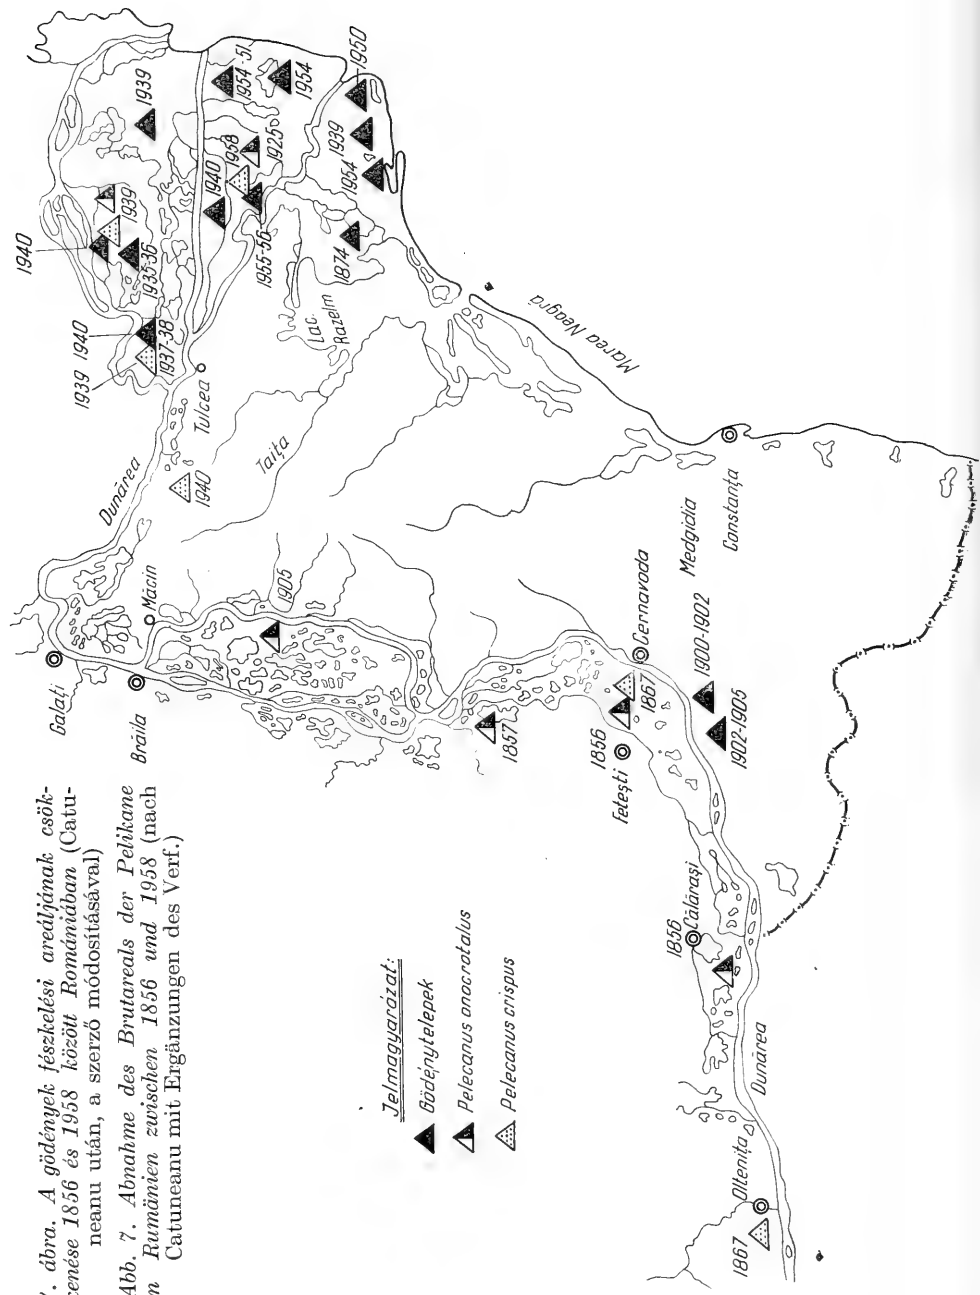 . ábra. A gödények fészkelési areáljának csök-
enése 1856 és 1958 között Romániában (Catu-
neanu után, a szerző módosításával)
Abb. 7. Abnahme des Brutareals der Pelikane
n Rumänien zwischen 1856 und 1958 (nach
Catuneanu mit Ergänzungen des Verf.)
Jelmagyarázat:
Gödénytelepek
Pelecanus onocrotalus
Pelecanus crispus
Galați
Brăila
Măcin
Dunărea
1940
Tulcea
Taița
1905
1939
1940
1937-38
1940
1935-36
1939
1939
1940
1958
1925
1954-51
1954
1955-56
1874
1954
1939
1950
Lac.
Razelm
Marea Neagră
1857
1856
Fetești
1867
Cernavoda
Medgidia
Constanța
1900-1902
1902-1905
1856
Călărași
Dunărea
Oltenița
1867